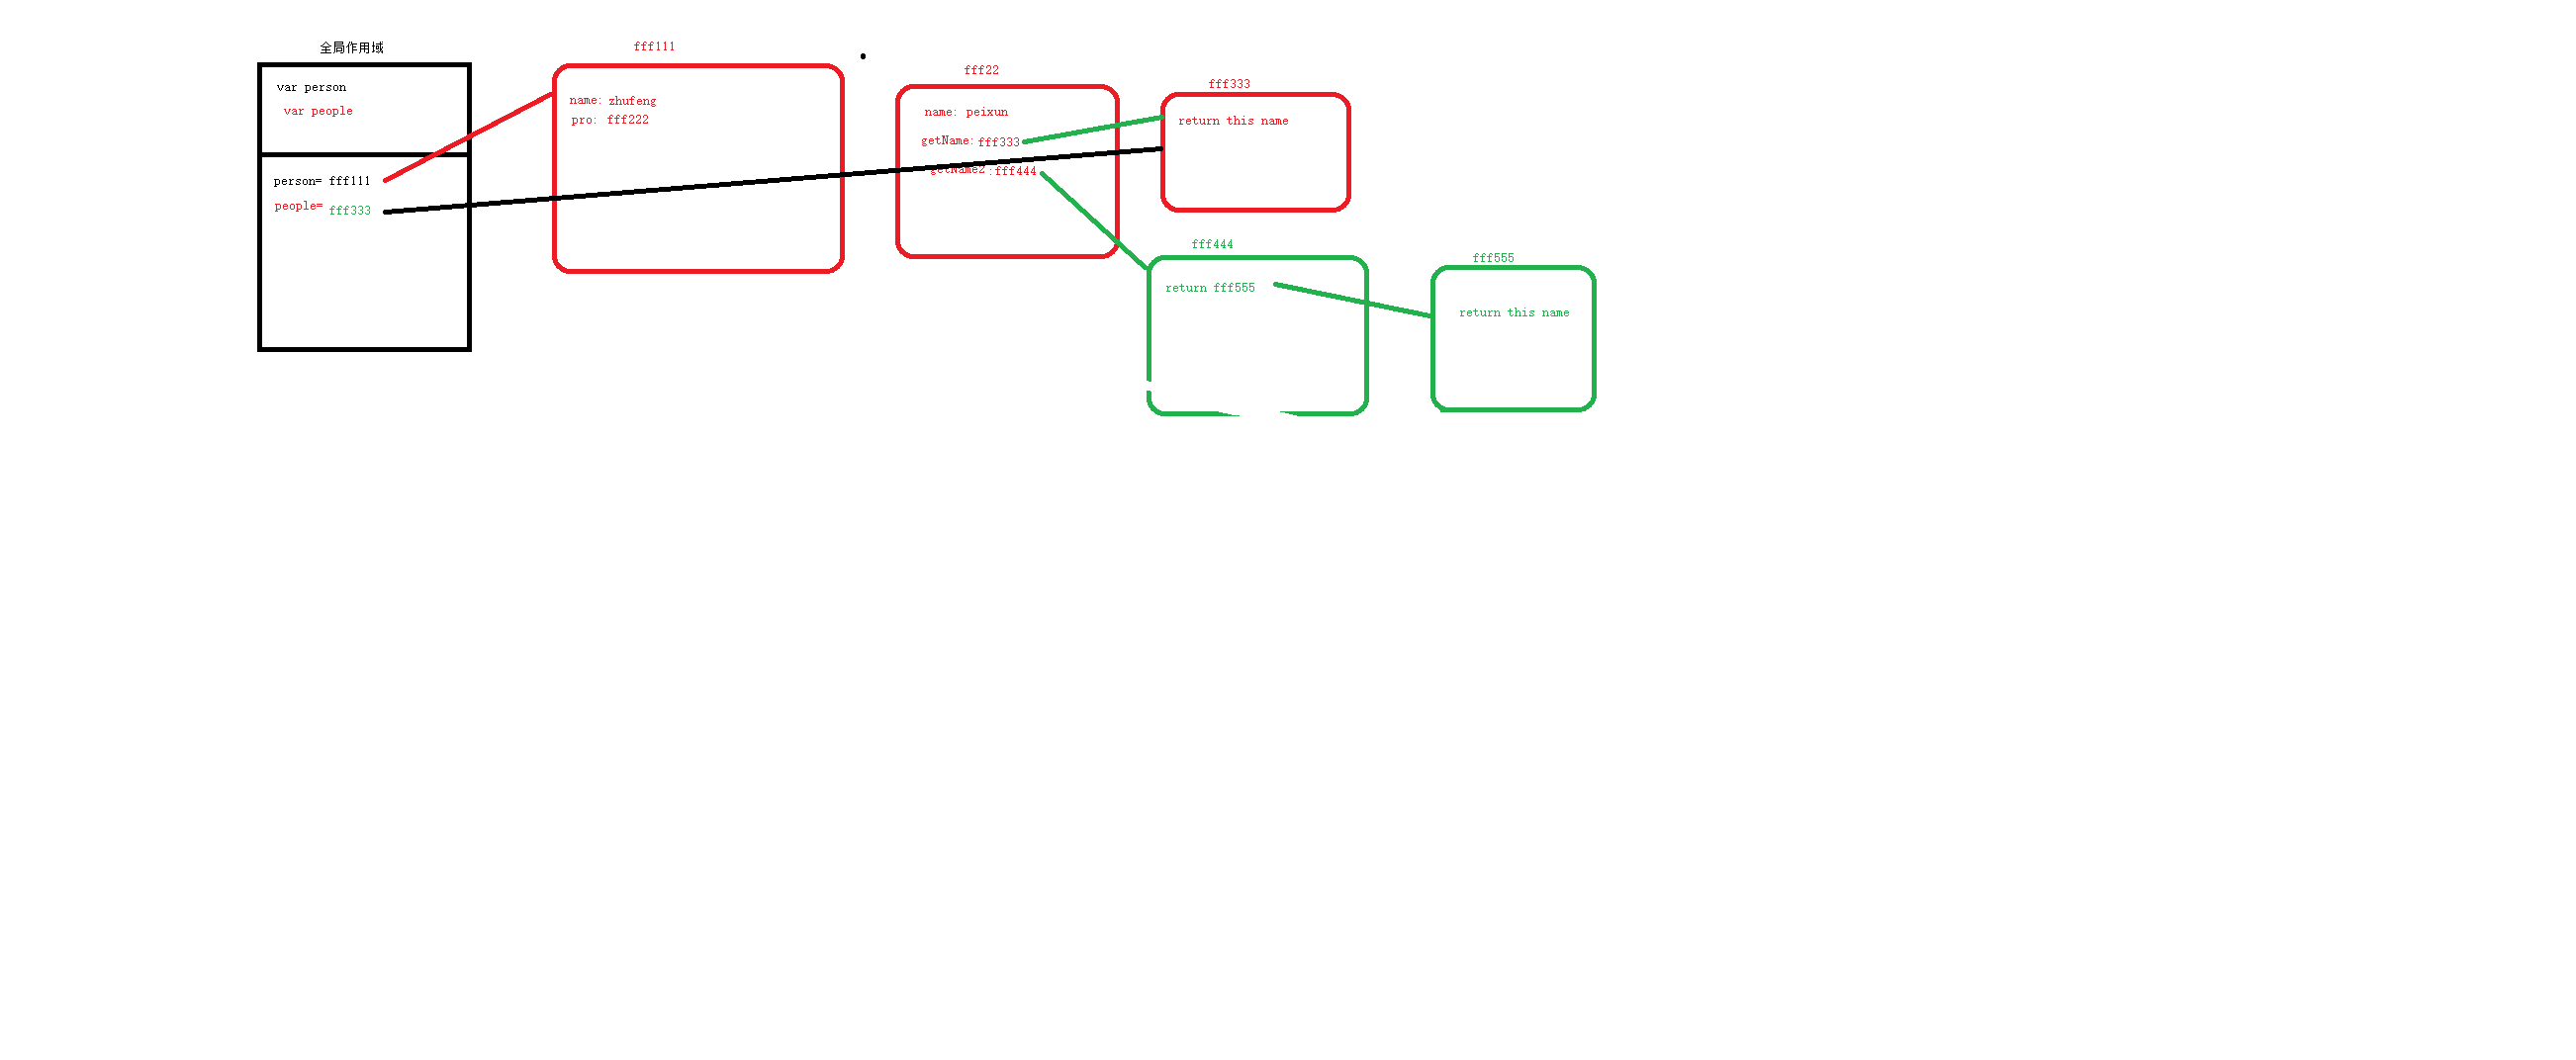 全局作用域
var person
var people
person= fff111
people= fff333
fff111
name: zhufeng
pro: fff222
fff22
name: peixun
getName: fff333
getName2 :fff444
fff333
return this name
fff444
return fff555
fff555
return this name